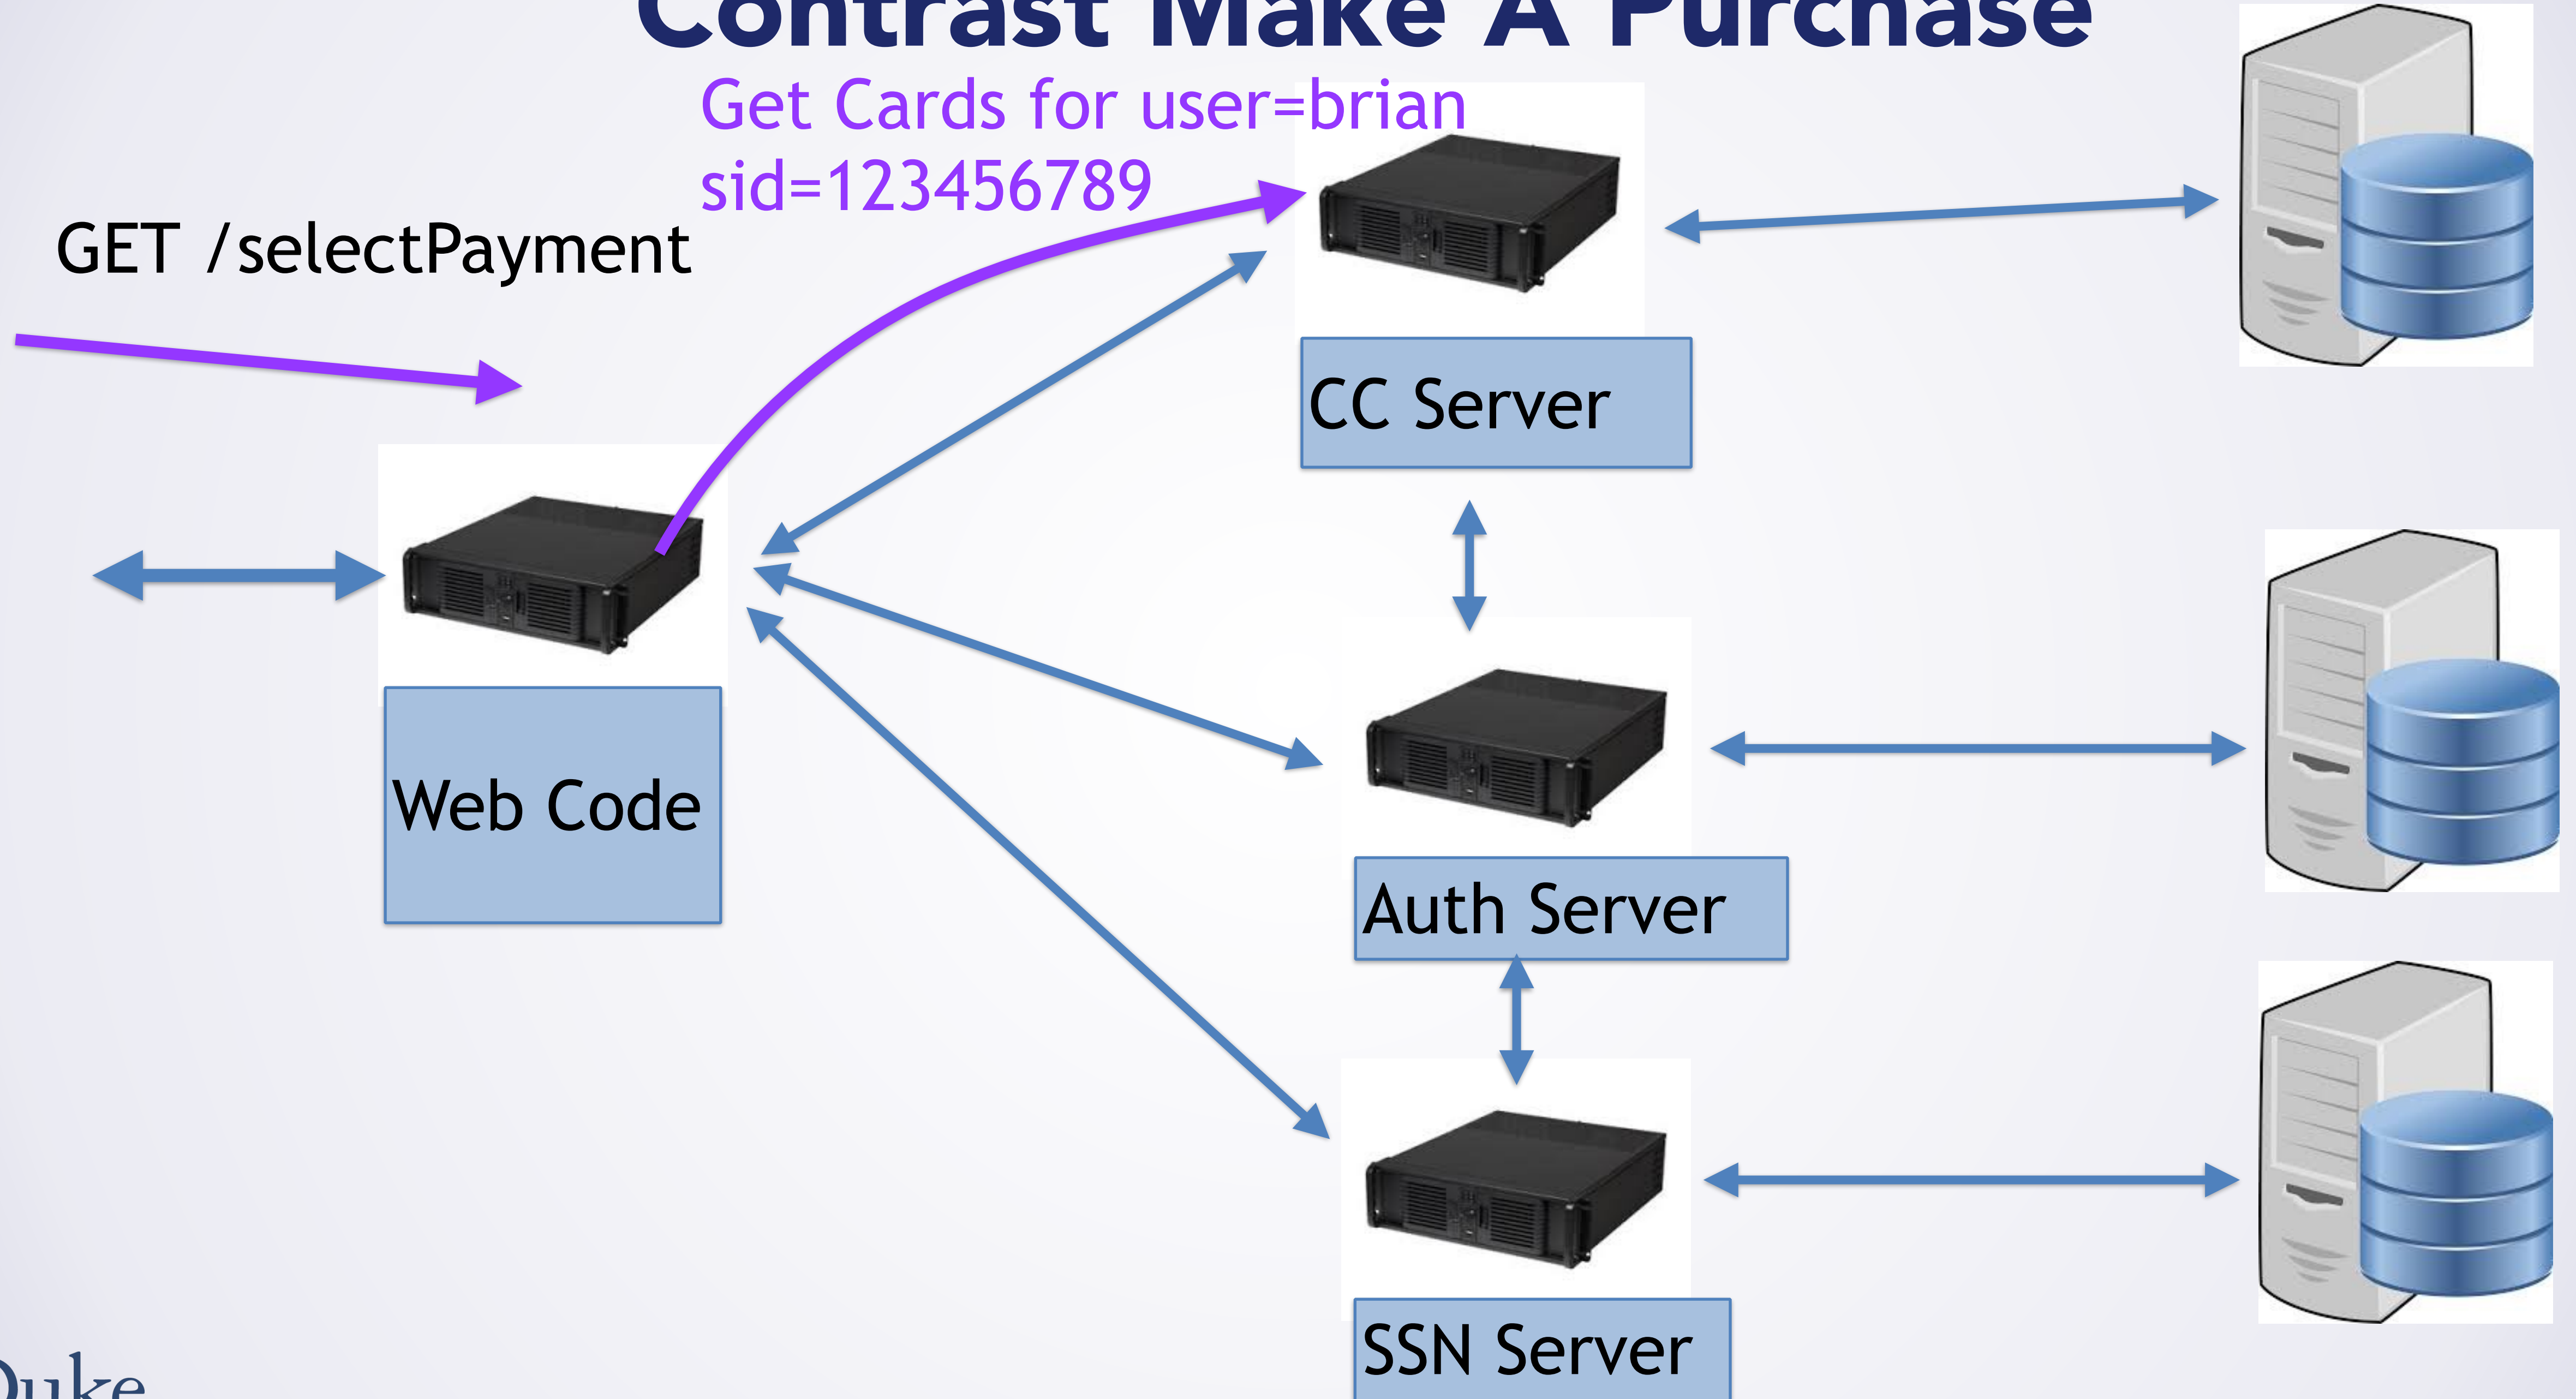 Contrast Make A Purchase
Get Cards for user=brian
sid=123456789
GET /selectPayment
CC Server
Web Code
Auth Server
SSN Server
Duke